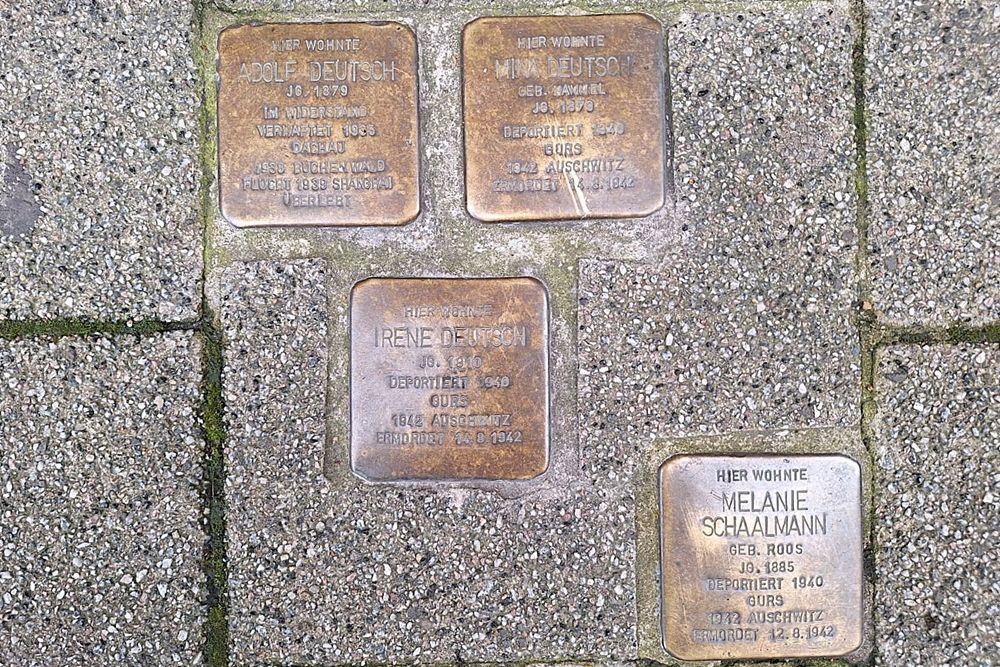 HIER WOHNTE
ADOLF DEUTSCH
JG. 1879
IM WIDERSTAND
VERHAFTET 1935
DACHAU
1938 BUCHENWALD
FLUCHT 1939 SHANGHAI
ÜBERLEBT
HIER WOHNTE
MINA DEUTSCH
GEB. HAMMEL
JG. 1878
DEPORTIERT 1940
GURS
1942 AUSCHWITZ
ERMORDET 14.8.1942
HIER WOHNTE
IRENE DEUTSCH
JG. 1910
DEPORTIERT 1940
GURS
1942 AUSCHWITZ
ERMORDET 14.8.1942
HIER WOHNTE
MELANIE
SCHAALMANN
GEB. ROOS
JG. 1885
DEPORTIERT 1940
GURS
1942 AUSCHWITZ
ERMORDET 12.8.1942